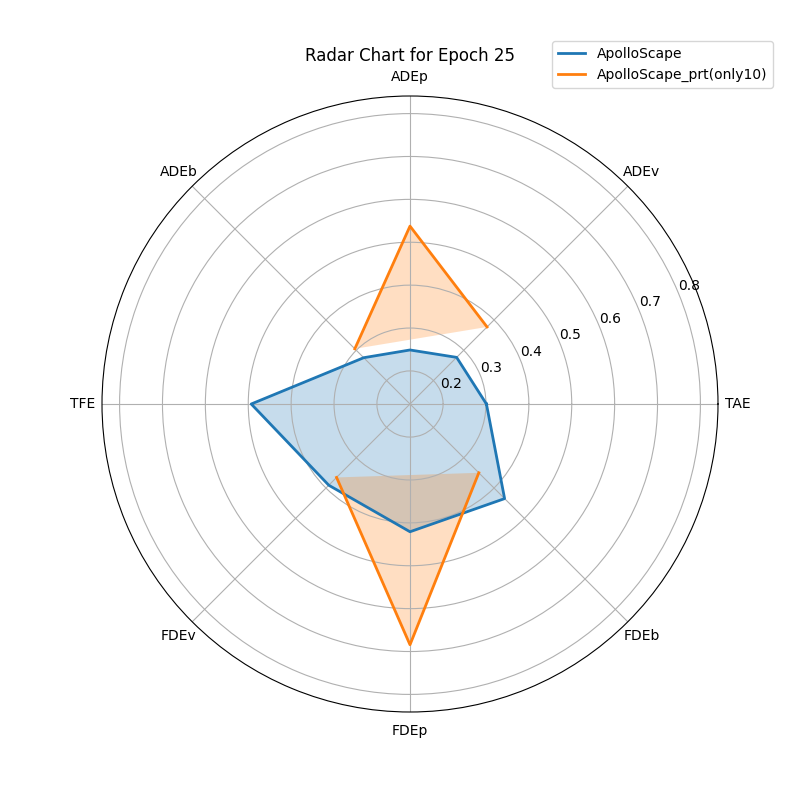 Radar Chart for Epoch 25
ApolloScape
ApolloScape_prt(only10)
ADEp
ADEb
ADEv
0.8
0.7
0.6
0.5
0.4
0.3
0.2
TFE
TAE
FDEv
FDEb
FDEp